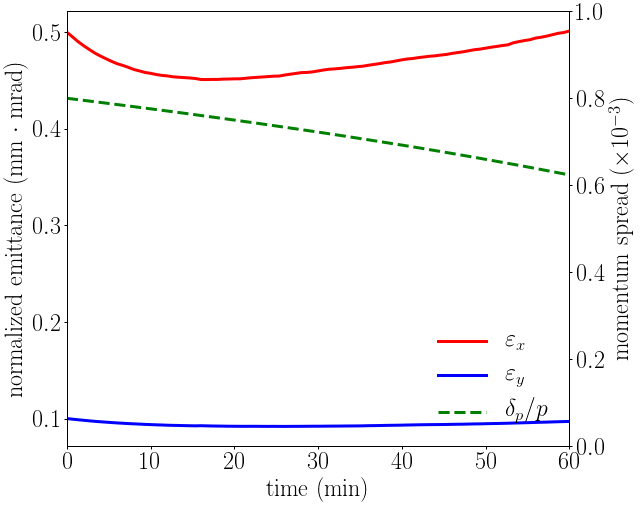 normalized emittance (mm · mrad)
0.5
0.4
0.3
0.2
0.1
1.0
0.8
0.6
0.4
0.2
0.0
momentum spread (×10⁻³)
εₓ
ε_y
δₚ/p
0 10 20 30 40 50 60
time (min)